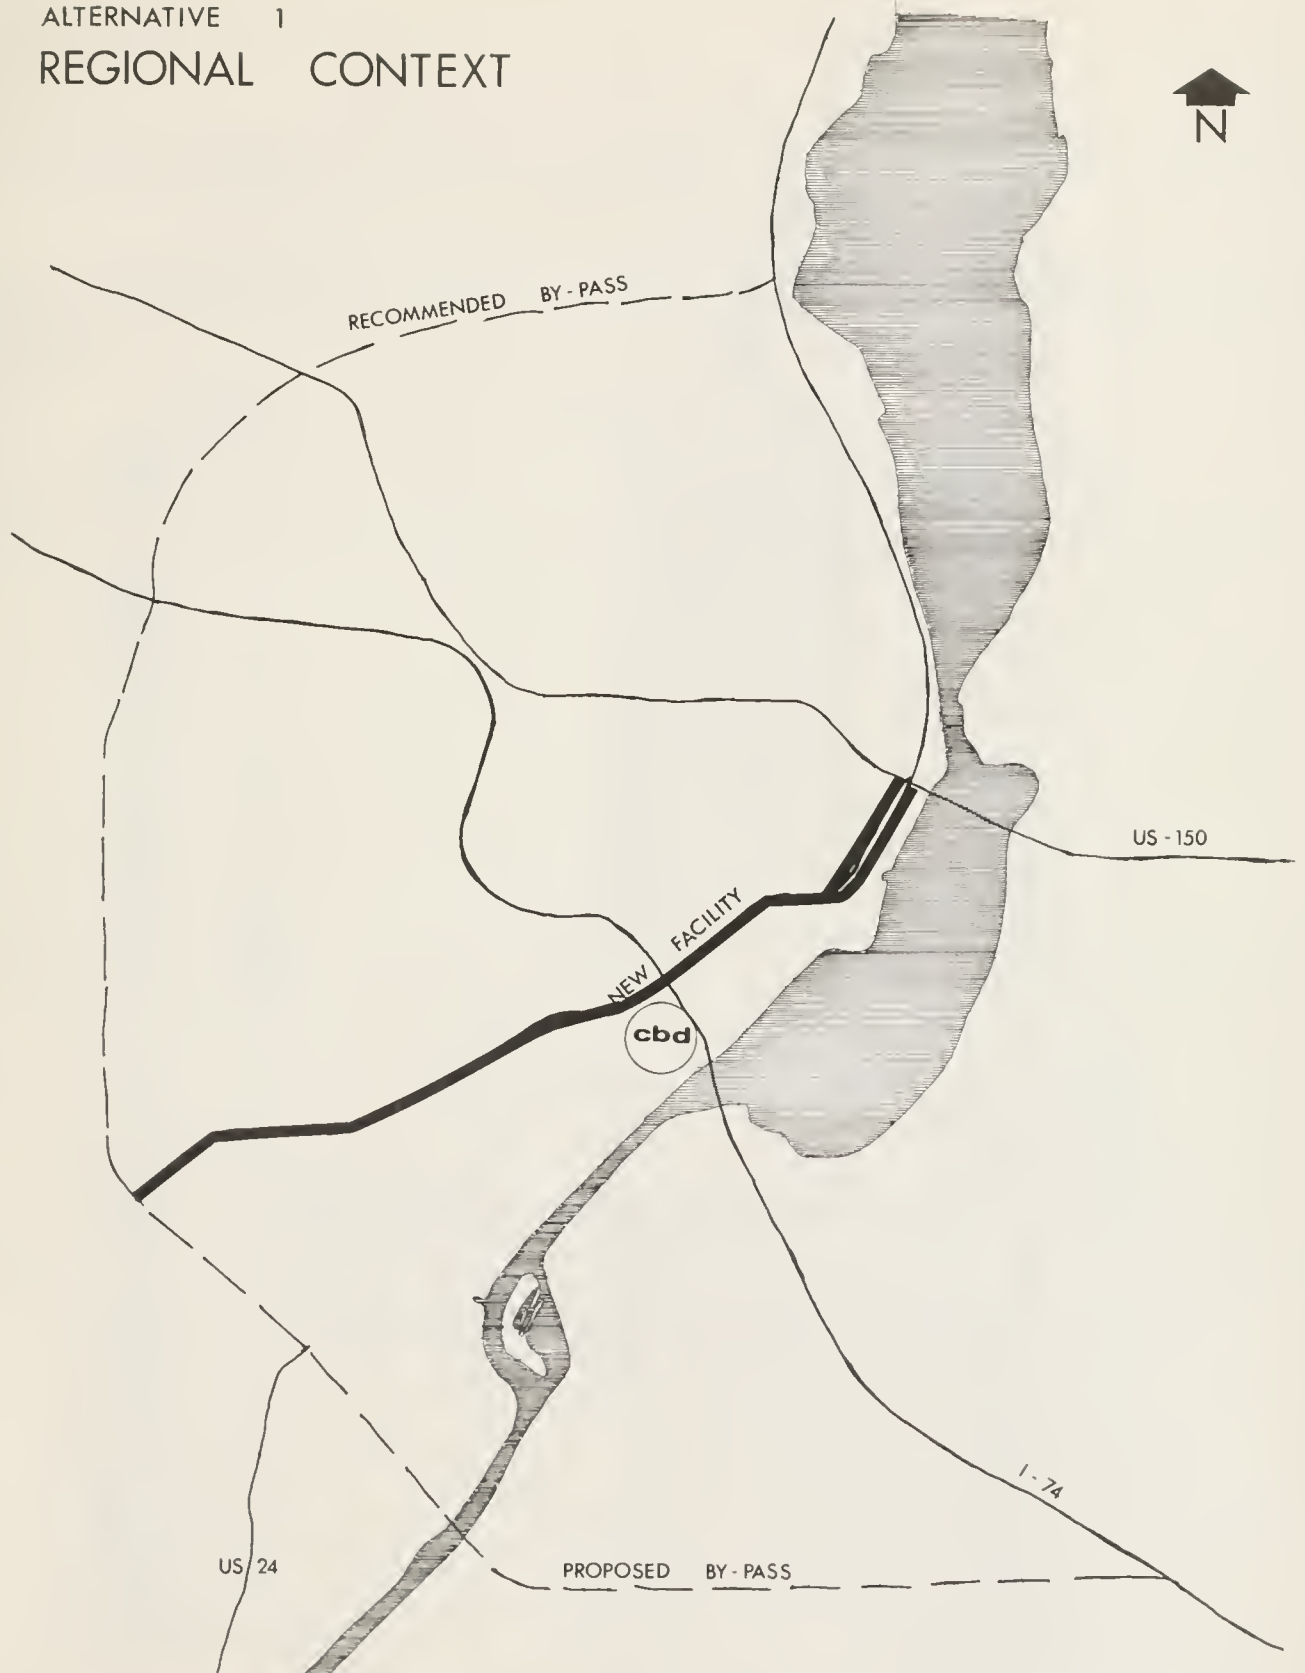 ALTERNATIVE 1
REGIONAL CONTEXT
N
RECOMMENDED BY-PASS
US-150
NEW FACILITY
cbd
I-74
US 24
PROPOSED BY-PASS